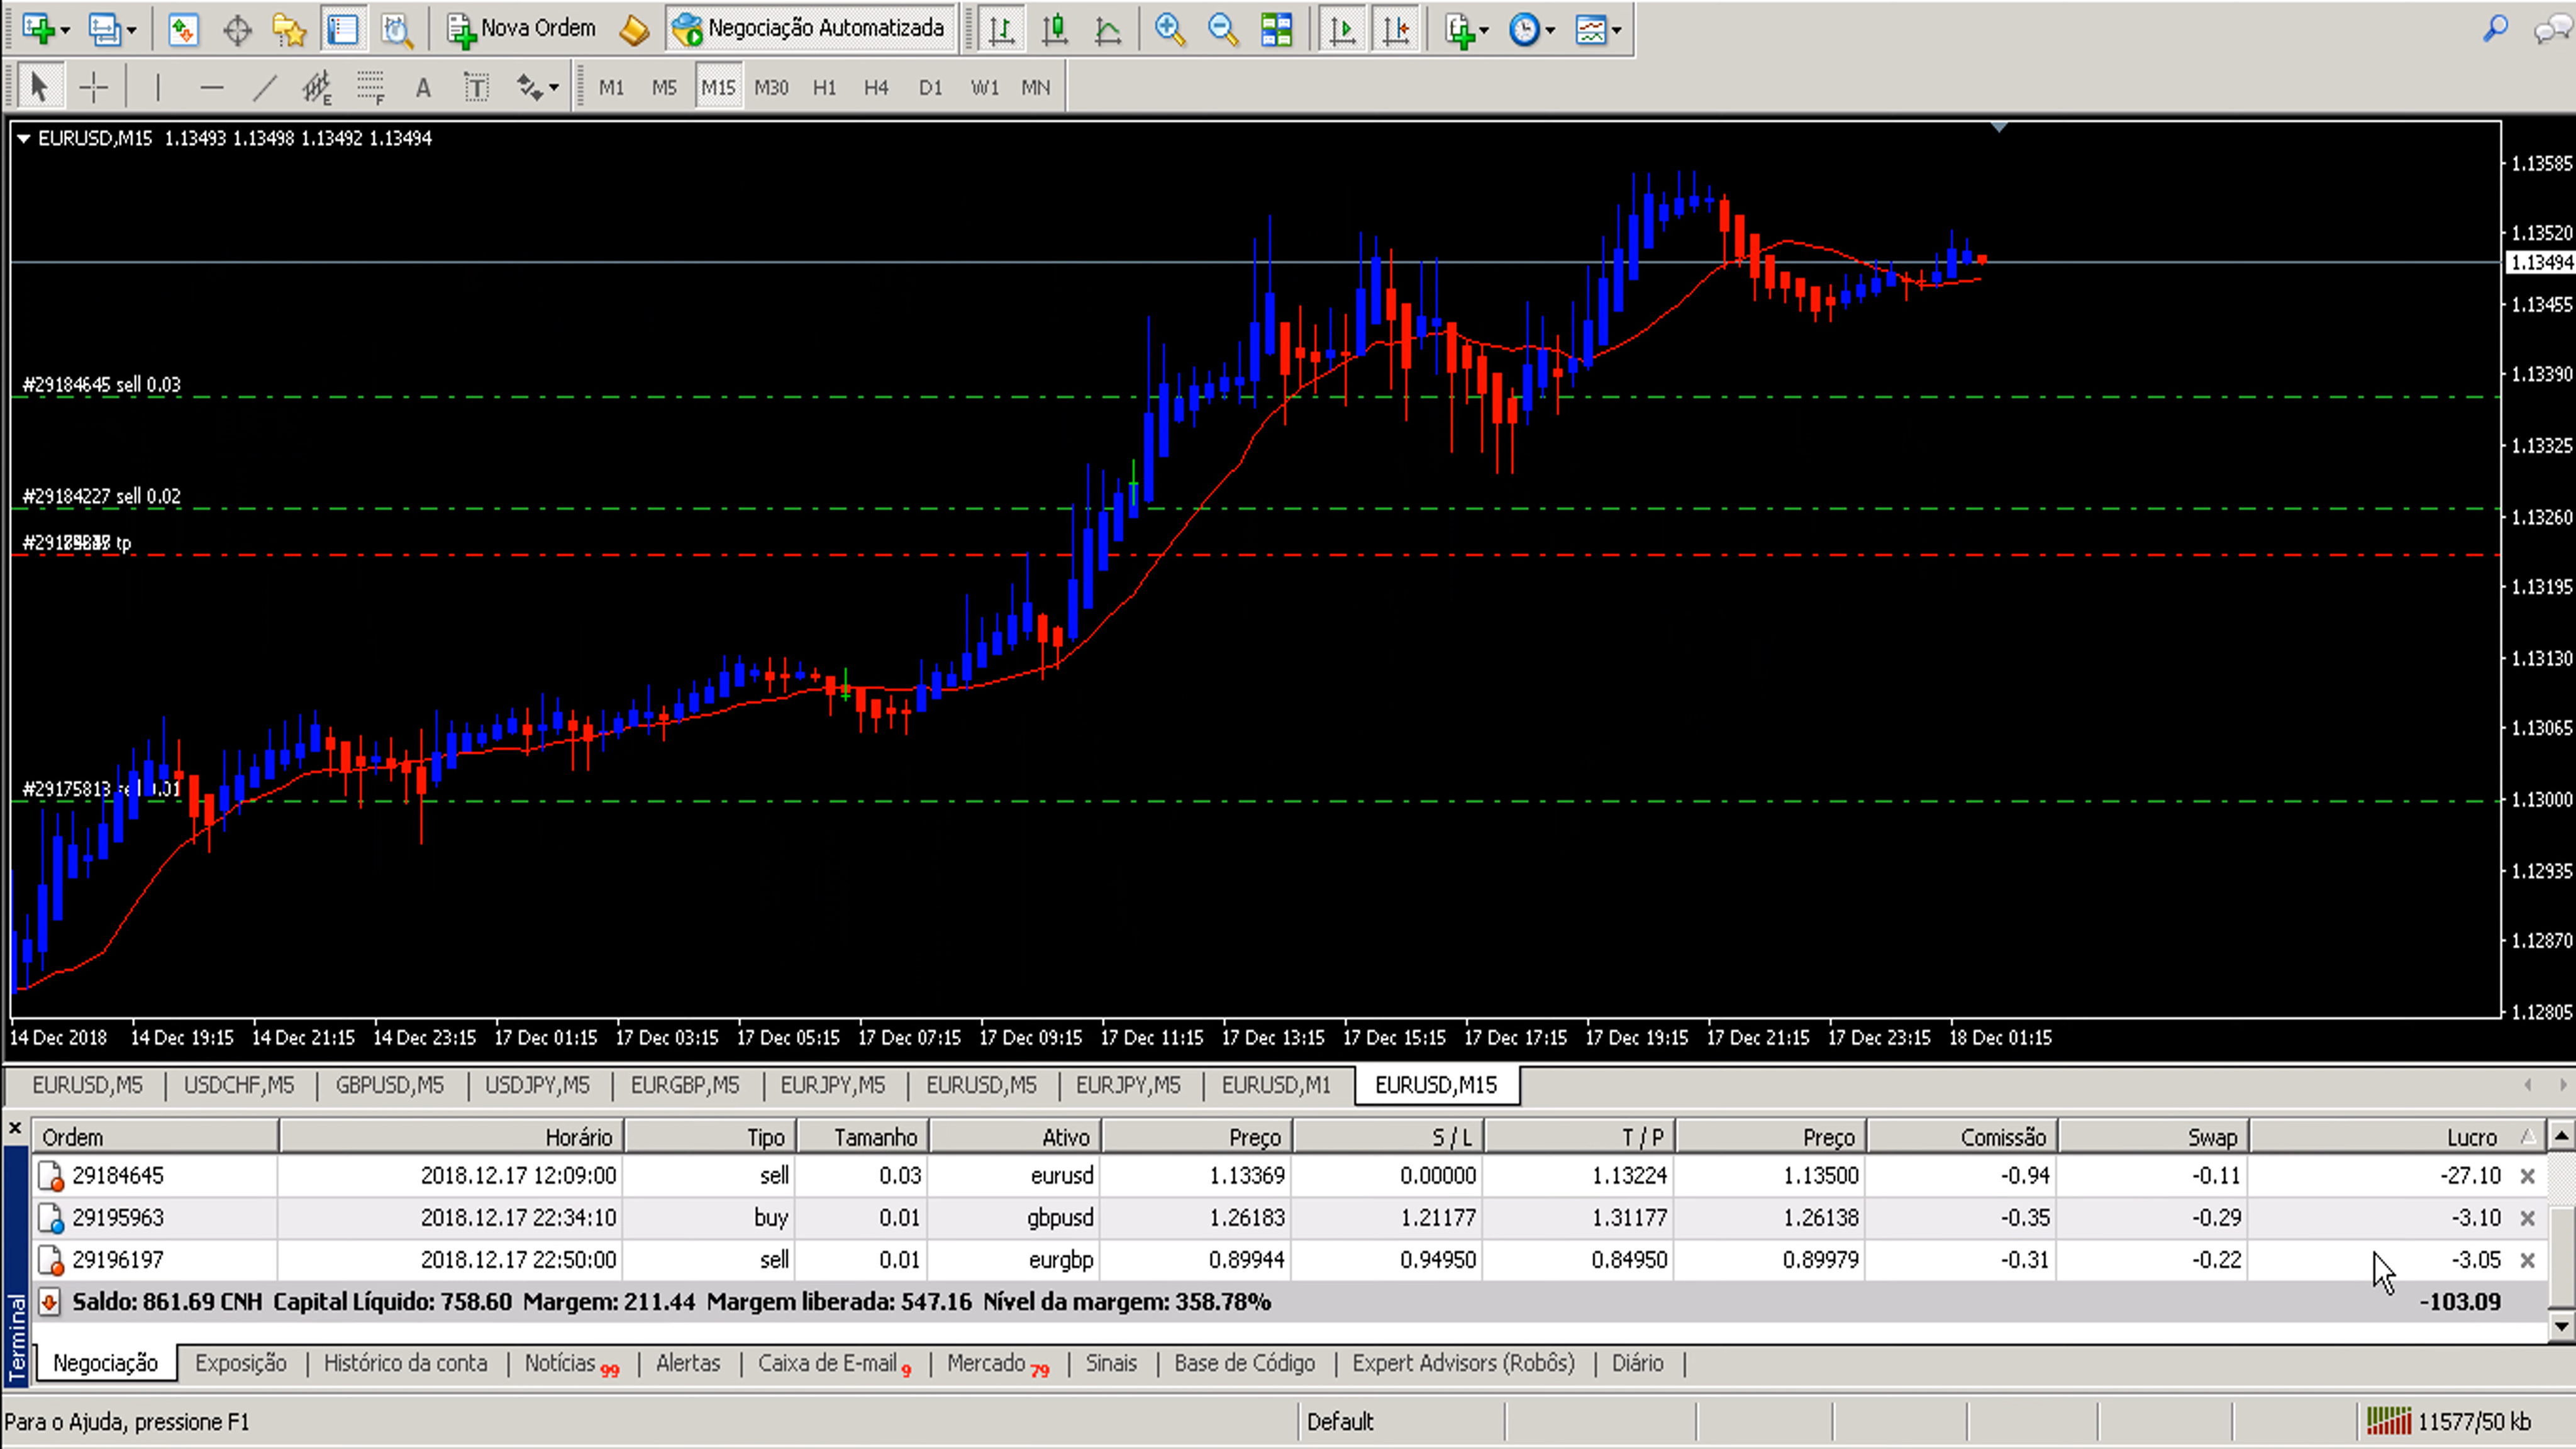 Nova Ordem Negociação Automatizada
E F A T M1 M5 M15 M30 H1 H4 D1 W1 MN
EURUSD,M15 1.13493 1.13498 1.13492 1.13494
1.13585
1.13520
1.13494
1.13455
#29184645 sell 0.03
1.13390
1.13325
#29184227 sell 0.02
1.13260
tp
1.13195
1.13130
1.13065
#29175813 sell 0.01
1.13000
1.12935
1.12870
1.12805
14 Dec 2018 14 Dec 19:15 14 Dec 21:15 14 Dec 23:15 17 Dec 01:15 17 Dec 03:15 17 Dec 05:15 17 Dec 07:15 17 Dec 09:15 17 Dec 11:15 17 Dec 13:15 17 Dec 15:15 17 Dec 17:15 17 Dec 19:15 17 Dec 21:15 17 Dec 23:15 18 Dec 01:15
EURUSD,M5 USDCHF,M5 GBPUSD,M5 USDJPY,M5 EURGBP,M5 EURJPY,M5 EURUSD,M5 EURJPY,M5 EURUSD,M1 EURUSD,M15
Ordem Horário Tipo Tamanho Ativo Preço S / L T / P Preço Comissão Swap Lucro
29184645 2018.12.17 12:09:00 sell 0.03 eurusd 1.13369 0.00000 1.13224 1.13500 -0.94 -0.11 -27.10
29195963 2018.12.17 22:34:10 buy 0.01 gbpusd 1.26183 1.21177 1.31177 1.26138 -0.35 -0.29 -3.10
29196197 2018.12.17 22:50:00 sell 0.01 eurgbp 0.89944 0.94950 0.84950 0.89979 -0.31 -0.22 -3.05
Saldo: 861.69 CNH Capital Líquido: 758.60 Margem: 211.44 Margem liberada: 547.16 Nível da margem: 358.78% -103.09
Terminal
Negociação Exposição Histórico da conta Notícias 99 Alertas Caixa de E-mail 9 Mercado 79 Sinais Base de Código Expert Advisors (Robôs) Diário
Para o Ajuda, pressione F1 Default 11577/50 kb